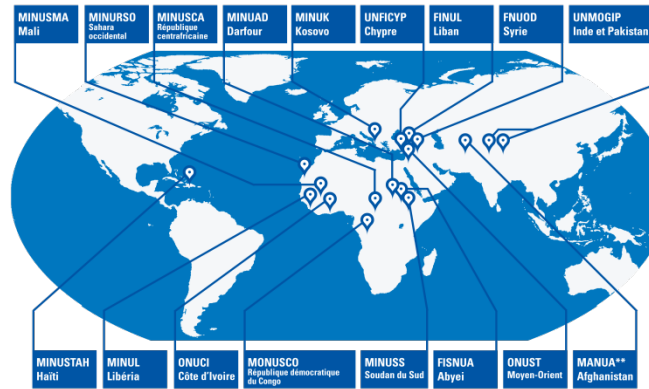 MINUSMA
Mali
MINURSO
Sahara
occidental
MINUSCA
République
centrafricaine
MINUAD
Darfour
MINUK
Kosovo
UNFICYP
Chypre
FINUL
Liban
FNUOD
Syrie
UNMOGIP
Inde et Pakistan
MINUSTAH
Haïti
MINUL
Libéria
ONUCI
Côte d'Ivoire
MONUSCO
République démocratique
du Congo
MINUSS
Soudan du Sud
FISNUA
Abyei
ONUST
Moyen-Orient
MANUA**
Afghanistan